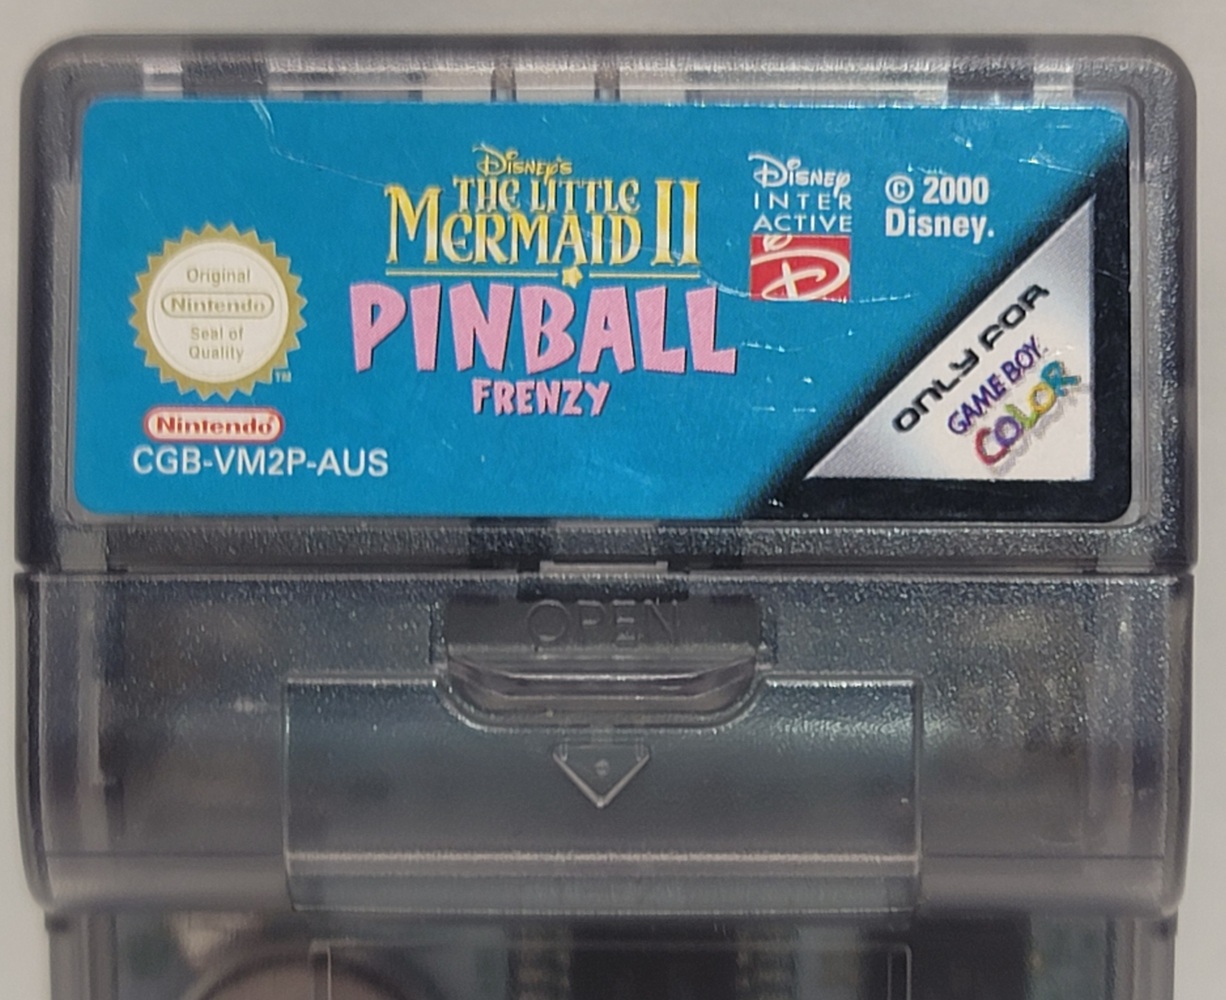 Disney's
THE LITTLE
MERMAID II
PINBALL
FRENZY
Disney
INTER
ACTIVE
© 2000
Disney.
Original
Nintendo
Seal of
Quality
TM
Nintendo
CGB-VM2P-AUS
ONLY FOR
GAME BOY
COLOR
OPEN